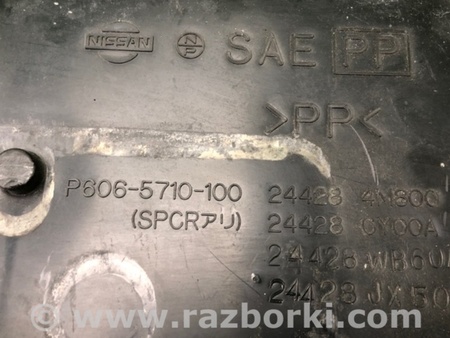 NISSAN NP SAE PP
>PP<
P606-5710-100 24428 4M800
(SPCRアリ) 24428 CY00A
24428 WB60
24428 JX50
www.razborki.com